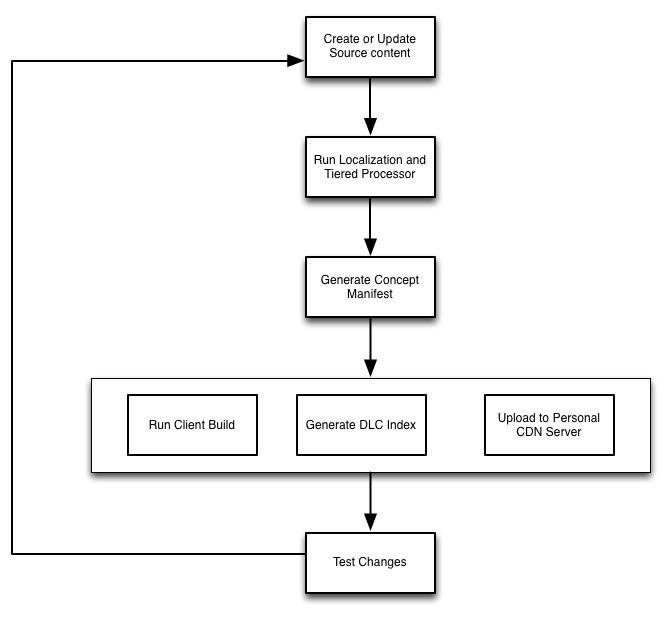 Create or Update
Source content
Run Localization and
Tiered Processor
Generate Concept
Manifest
Run Client Build
Generate DLC Index
Upload to Personal
CDN Server
Test Changes